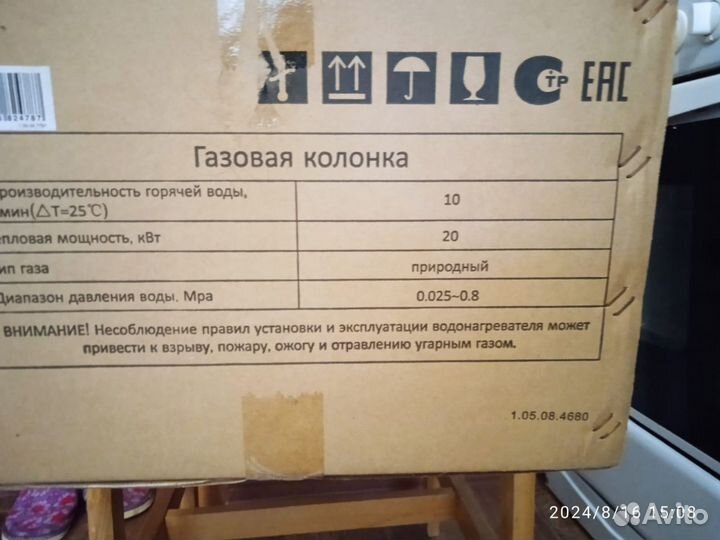 ЕАС
Газовая колонка
роизводительность горячей воды,
мин(△T=25℃)
10
епловая мощность, кВт
20
ип газа
природный
Диапазон давления воды. Мра
0.025~0.8
ВНИМАНИЕ! Несоблюдение правил установки и эксплуатации водонагревателя может
привести к взрыву, пожару, ожогу и отравлению угарным газом.
1.05.08.4680
2024/8/16 15:08
Avito